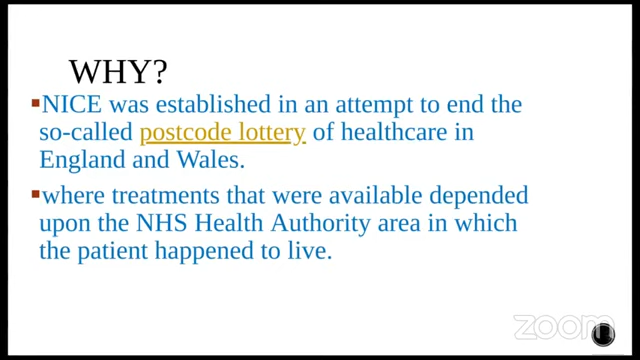 WHY?
▪NICE was established in an attempt to end the
so-called postcode lottery of healthcare in
England and Wales.
▪where treatments that were available depended
upon the NHS Health Authority area in which
the patient happened to live.
zoom